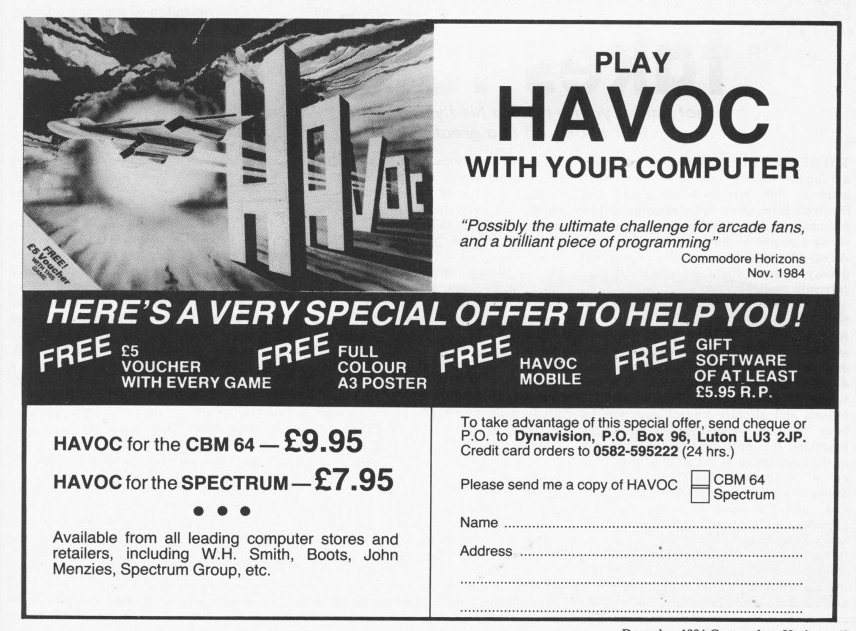 HAVOC
FREE!
£5 Voucher
WITH THIS
GAME
PLAY
HAVOC
WITH YOUR COMPUTER
"Possibly the ultimate challenge for arcade fans,
and a brilliant piece of programming"
Commodore Horizons
Nov. 1984
HERE'S A VERY SPECIAL OFFER TO HELP YOU!
FREE £5
VOUCHER
WITH EVERY GAME
FREE FULL
COLOUR
A3 POSTER
FREE HAVOC
MOBILE
FREE GIFT
SOFTWARE
OF AT LEAST
£5.95 R.P.
HAVOC for the CBM 64 — £9.95
HAVOC for the SPECTRUM — £7.95
● ● ●
Available from all leading computer stores and
retailers, including W.H. Smith, Boots, John
Menzies, Spectrum Group, etc.
To take advantage of this special offer, send cheque or
P.O. to Dynavision, P.O. Box 96, Luton LU3 2JP.
Credit card orders to 0582-595222 (24 hrs.)
Please send me a copy of HAVOC
CBM 64
Spectrum
Name
Address